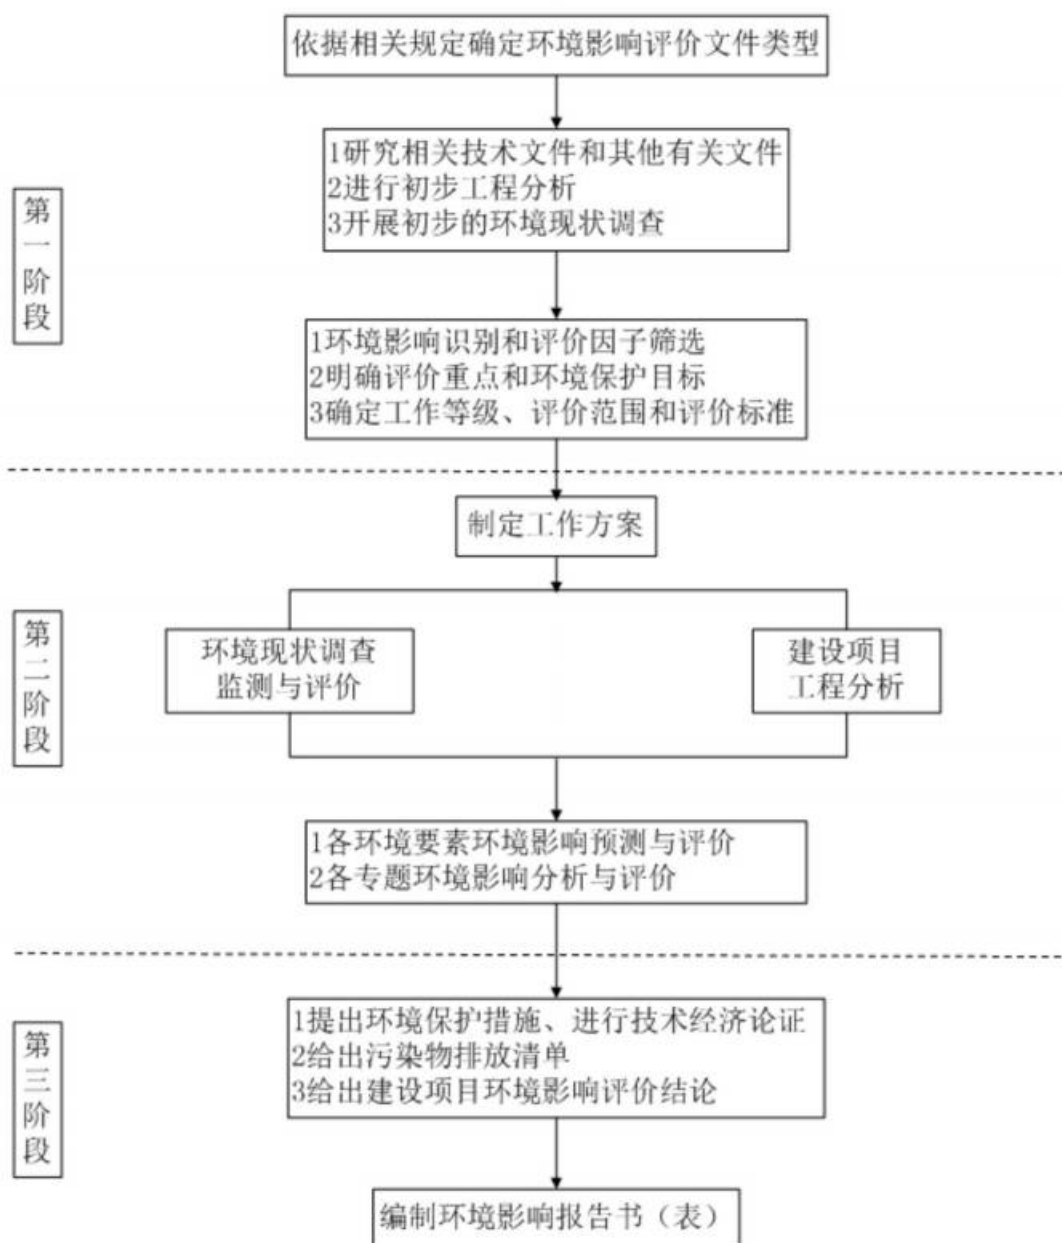 依据相关规定确定环境影响评价文件类型
第一阶段
1研究相关技术文件和其他有关文件
2进行初步工程分析
3开展初步的环境现状调查
1环境影响识别和评价因子筛选
2明确评价重点和环境保护目标
3确定工作等级、评价范围和评价标准
第二阶段
制定工作方案
环境现状调查
监测与评价
建设项目
工程分析
1各环境要素环境影响预测与评价
2各专题环境影响分析与评价
第三阶段
1提出环境保护措施、进行技术经济论证
2给出污染物排放清单
3给出建设项目环境影响评价结论
编制环境影响报告书（表）